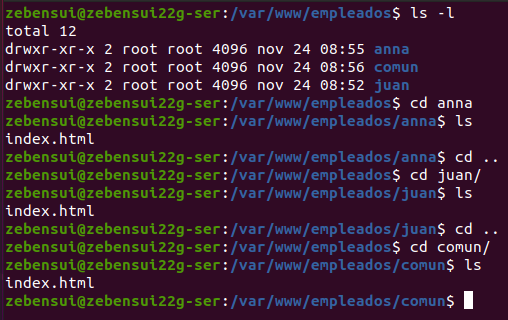 zebensui@zebensui22g-ser:/var/www/empleados$ ls -l
total 12
drwxr-xr-x 2 root root 4096 nov 24 08:55 anna
drwxr-xr-x 2 root root 4096 nov 24 08:56 comun
drwxr-xr-x 2 root root 4096 nov 24 08:52 juan
zebensui@zebensui22g-ser:/var/www/empleados$ cd anna
zebensui@zebensui22g-ser:/var/www/empleados/anna$ ls
index.html
zebensui@zebensui22g-ser:/var/www/empleados/anna$ cd ..
zebensui@zebensui22g-ser:/var/www/empleados$ cd juan/
zebensui@zebensui22g-ser:/var/www/empleados/juan$ ls
index.html
zebensui@zebensui22g-ser:/var/www/empleados/juan$ cd ..
zebensui@zebensui22g-ser:/var/www/empleados$ cd comun/
zebensui@zebensui22g-ser:/var/www/empleados/comun$ ls
index.html
zebensui@zebensui22g-ser:/var/www/empleados/comun$